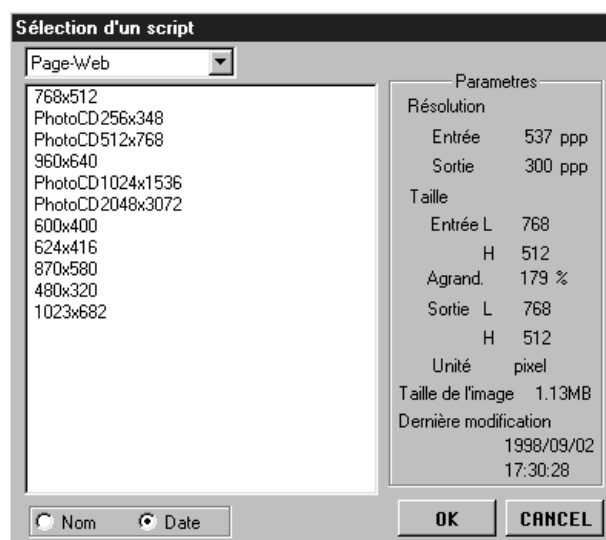 Sélection d'un script
Page-Web
768x512
PhotoCD256x348
PhotoCD512x768
960x640
PhotoCD1024x1536
PhotoCD2048x3072
600x400
624x416
870x580
480x320
1023x682
Nom Date
Parametres
Résolution
Entrée 537 ppp
Sortie 300 ppp
Taille
Entrée L 768
H 512
Agrand. 179 %
Sortie L 768
H 512
Unité pixel
Taille de l'image 1.13MB
Dernière modification
1998/09/02
17:30:28
OK CANCEL